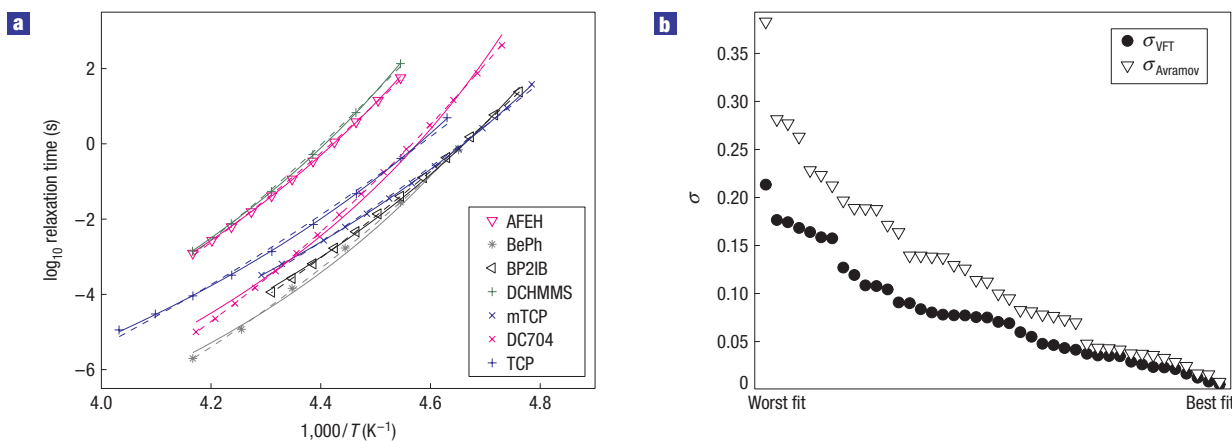 a
log10 relaxation time (s)
2
0
−2
−4
−6
4.0
4.2
4.4
4.6
4.8
1,000/T (K−1)
AFEH
BePh
BP2IB
DCHMMS
mTCP
DC704
TCP
b
σ
0.35
0.30
0.25
0.20
0.15
0.10
0.05
0
Worst fit
Best fit
σVFT
σAvramov